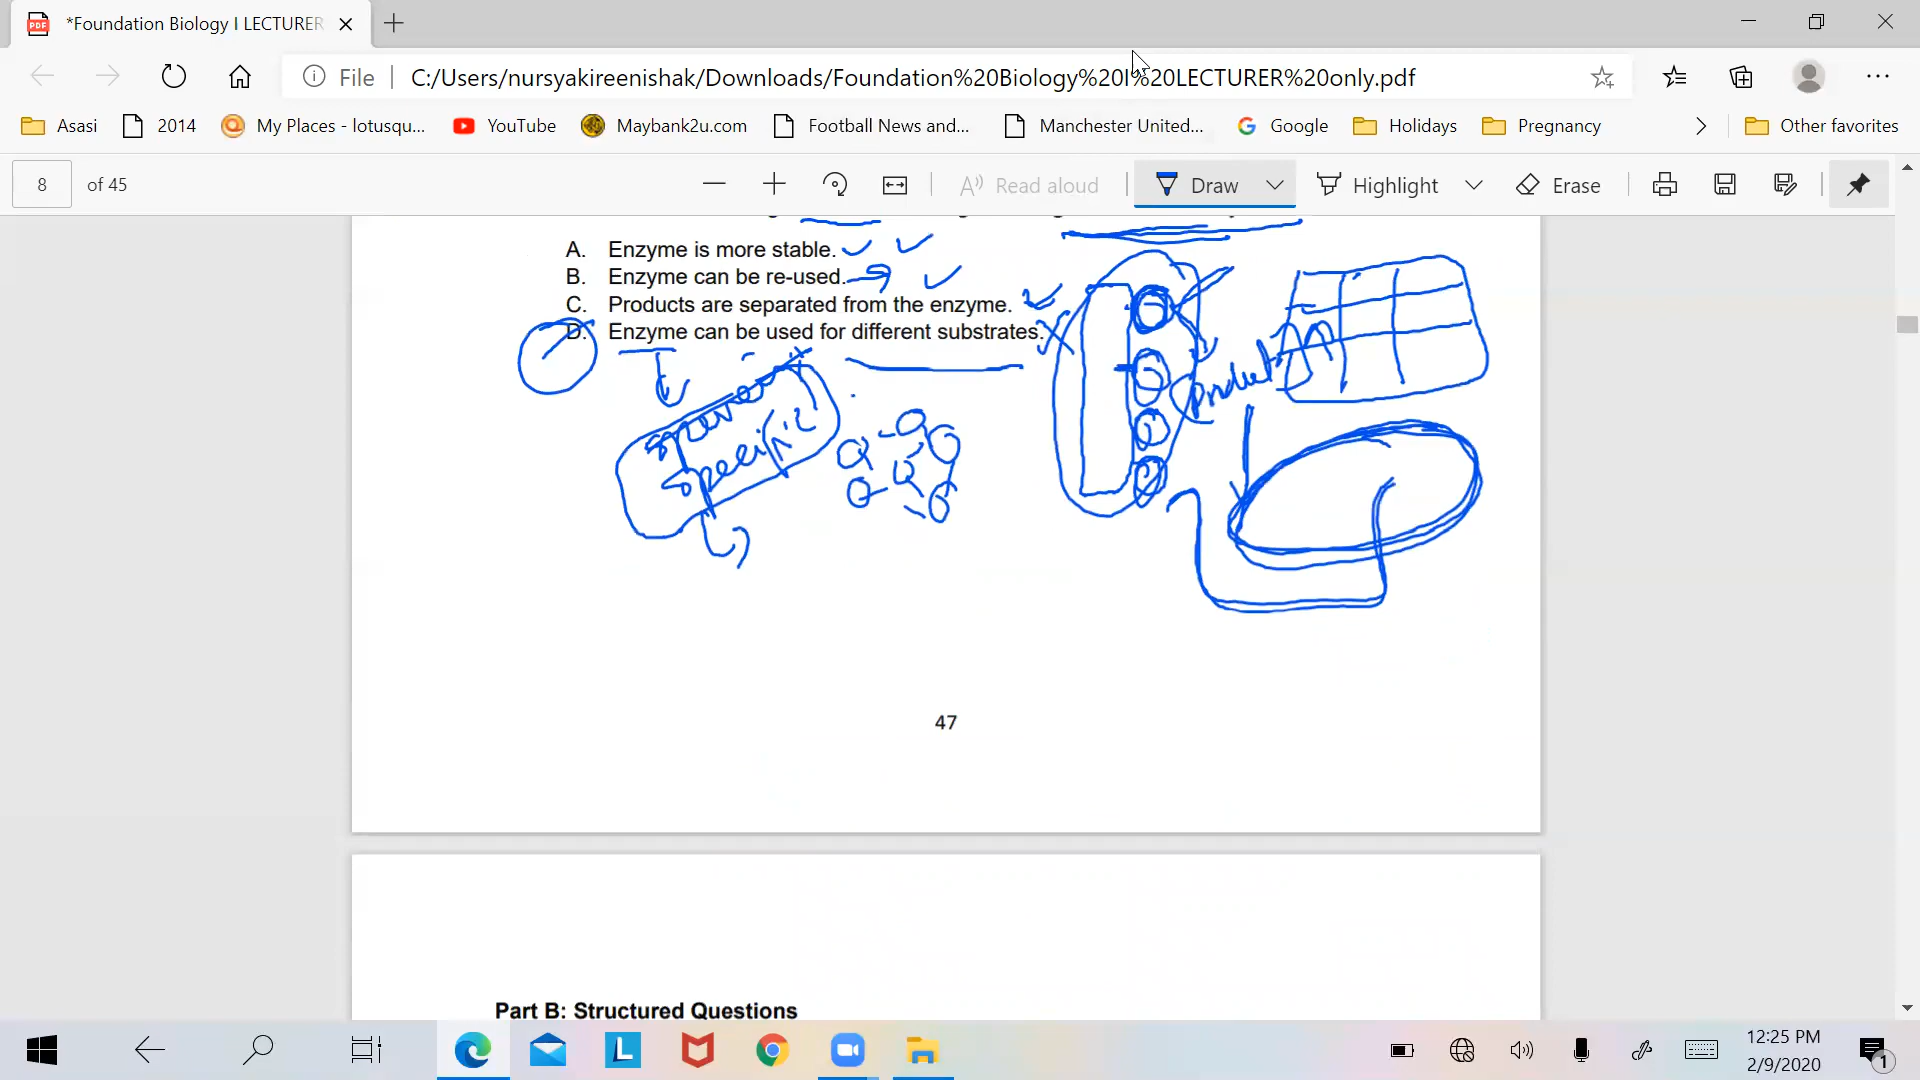 *Foundation Biology I LECTURER
File
C:/Users/nursyakireenishak/Downloads/Foundation%20Biology%20I%20LECTURER%20only.pdf
Asasi
2014
My Places - lotusqu...
YouTube
Maybank2u.com
Football News and...
Manchester United...
Google
Holidays
Pregnancy
Other favorites
8 of 45
Read aloud
Draw
Highlight
Erase
A. Enzyme is more stable.
B. Enzyme can be re-used.
C. Products are separated from the enzyme.
D. Enzyme can be used for different substrates.
product
Specific
47
Part B: Structured Questions
12:25 PM
2/9/2020
1